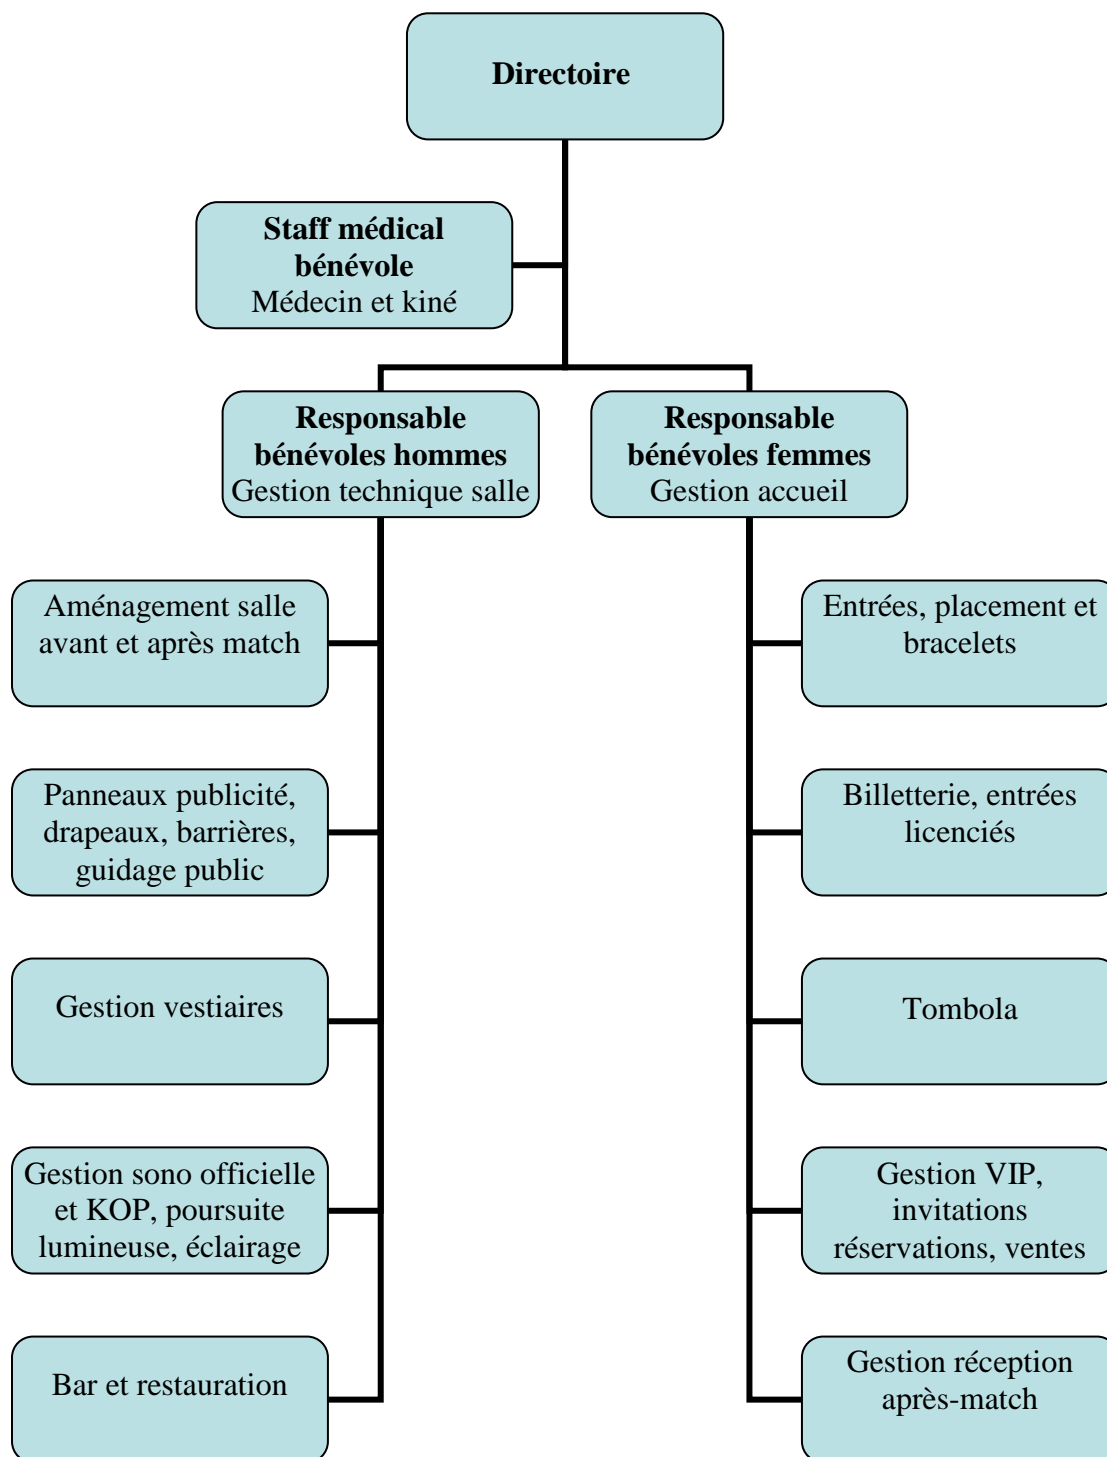 Directoire
Staff médical
bénévole
Médecin et kiné
Responsable
bénévoles hommes
Gestion technique salle
Responsable
bénévoles femmes
Gestion accueil
Aménagement salle
avant et après match
Entrées, placement et
bracelets
Panneaux publicité,
drapeaux, barrières,
guidage public
Billetterie, entrées
licenciés
Gestion vestiaires
Tombola
Gestion sono officielle
et KOP, poursuite
lumineuse, éclairage
Gestion VIP,
invitations
réservations, ventes
Bar et restauration
Gestion réception
après-match